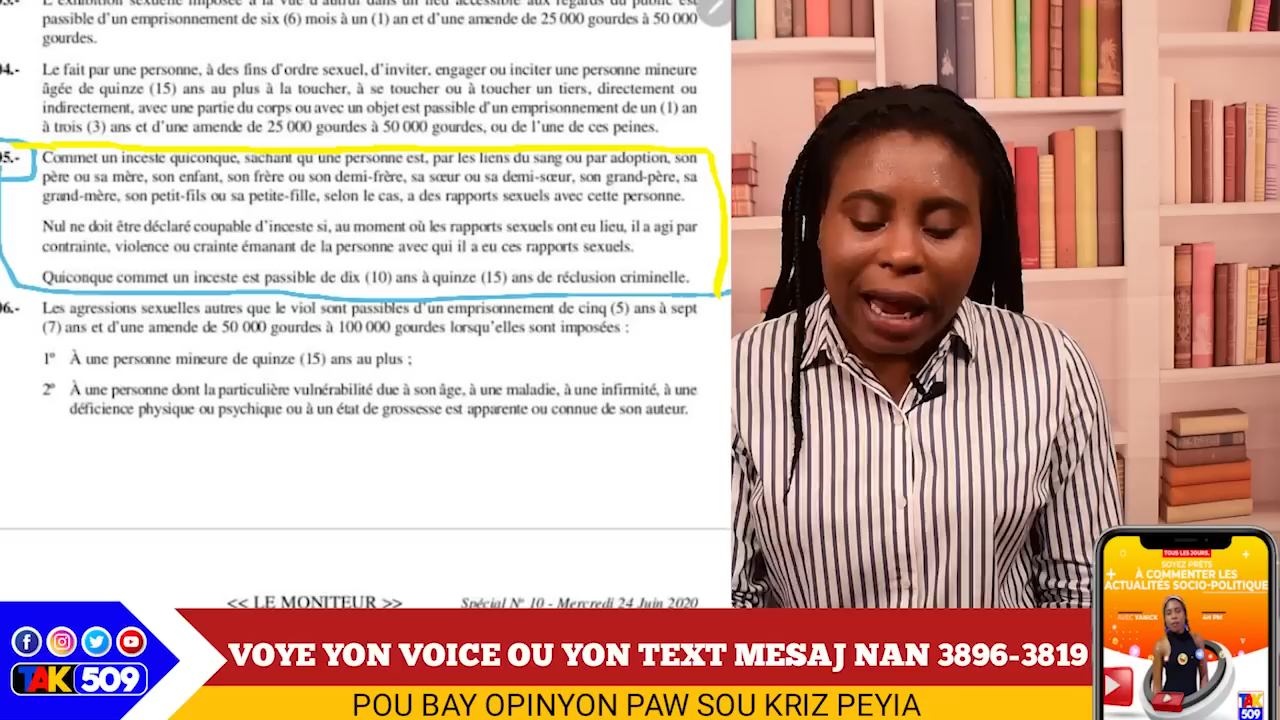 L'exhibition sexuelle imposée à la vue d'autrui dans un lieu accessible aux regards du public est
passible d'un emprisonnement de six (6) mois à un (1) an et d'une amende de 25 000 gourdes à 50 000
gourdes.
04.- Le fait par une personne, à des fins d'ordre sexuel, d'inviter, engager ou inciter une personne mineure
âgée de quinze (15) ans au plus à la toucher, à se toucher ou à toucher un tiers, directement ou
indirectement, avec une partie du corps ou avec un objet est passible d'un emprisonnement de un (1) an
à trois (3) ans et d'une amende de 25 000 gourdes à 50 000 gourdes, ou de l'une de ces peines.
05.- Commet un inceste quiconque, sachant qu'une personne est, par les liens du sang ou par adoption, son
père ou sa mère, son enfant, son frère ou son demi-frère, sa sœur ou sa demi-sœur, son grand-père, sa
grand-mère, son petit-fils ou sa petite-fille, selon le cas, a des rapports sexuels avec cette personne.
Nul ne doit être déclaré coupable d'inceste si, au moment où les rapports sexuels ont eu lieu, il a agi par
contrainte, violence ou crainte émanant de la personne avec qui il a eu ces rapports sexuels.
Quiconque commet un inceste est passible de dix (10) ans à quinze (15) ans de réclusion criminelle.
06.- Les agressions sexuelles autres que le viol sont passibles d'un emprisonnement de cinq (5) ans à sept
(7) ans et d'une amende de 50 000 gourdes à 100 000 gourdes lorsqu'elles sont imposées :
1° À une personne mineure de quinze (15) ans au plus ;
2° À une personne dont la particulière vulnérabilité due à son âge, à une maladie, à une infirmité, à une
déficience physique ou psychique ou à un état de grossesse est apparente ou connue de son auteur.
<< LE MONITEUR >> Spécial N° 10 - Mercredi 24 Juin 2020
TAK 509
VOYE YON VOICE OU YON TEXT MESAJ NAN 3896-3819
POU BAY OPINYON PAW SOU KRIZ PEYIA
TOUS LES JOURS,
SOYEZ PRÊTS
À COMMENTER LES
ACTUALITÉS SOCIO-POLITIQUE
AVEC YANICK 4H PM
TAK
509